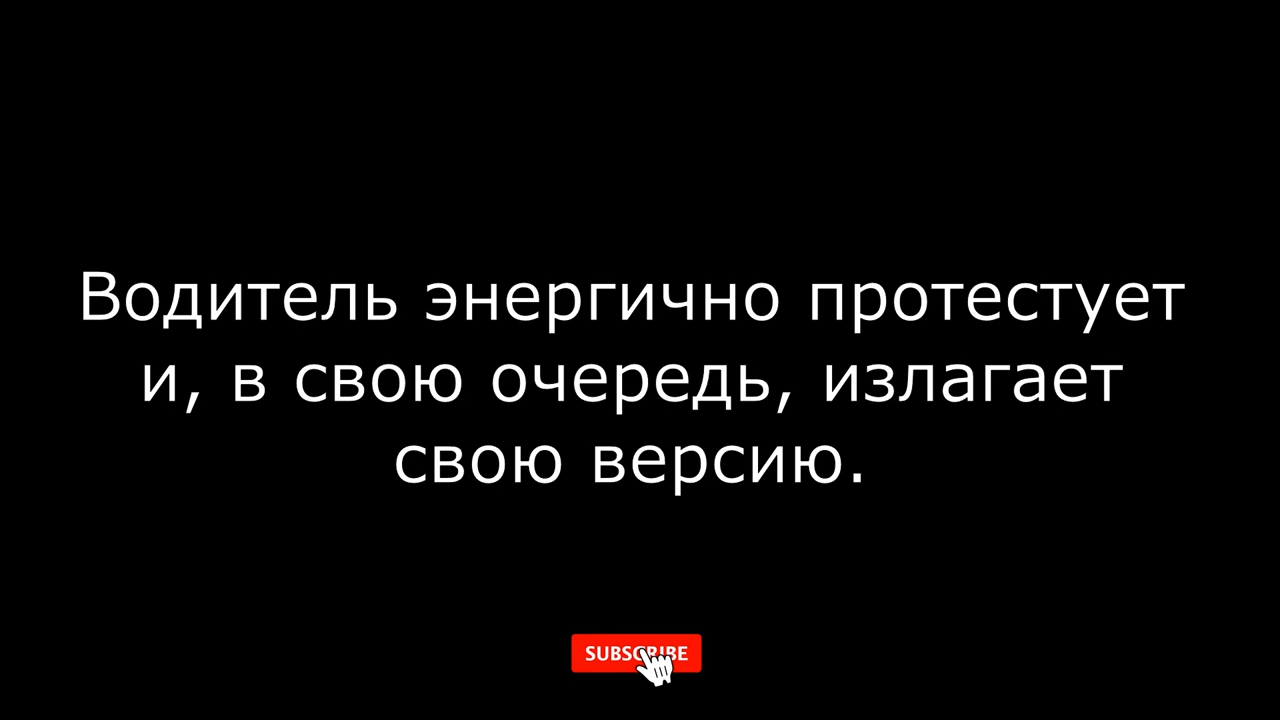 Водитель энергично протестует
и, в свою очередь, излагает
свою версию.
SUBSCRIBE